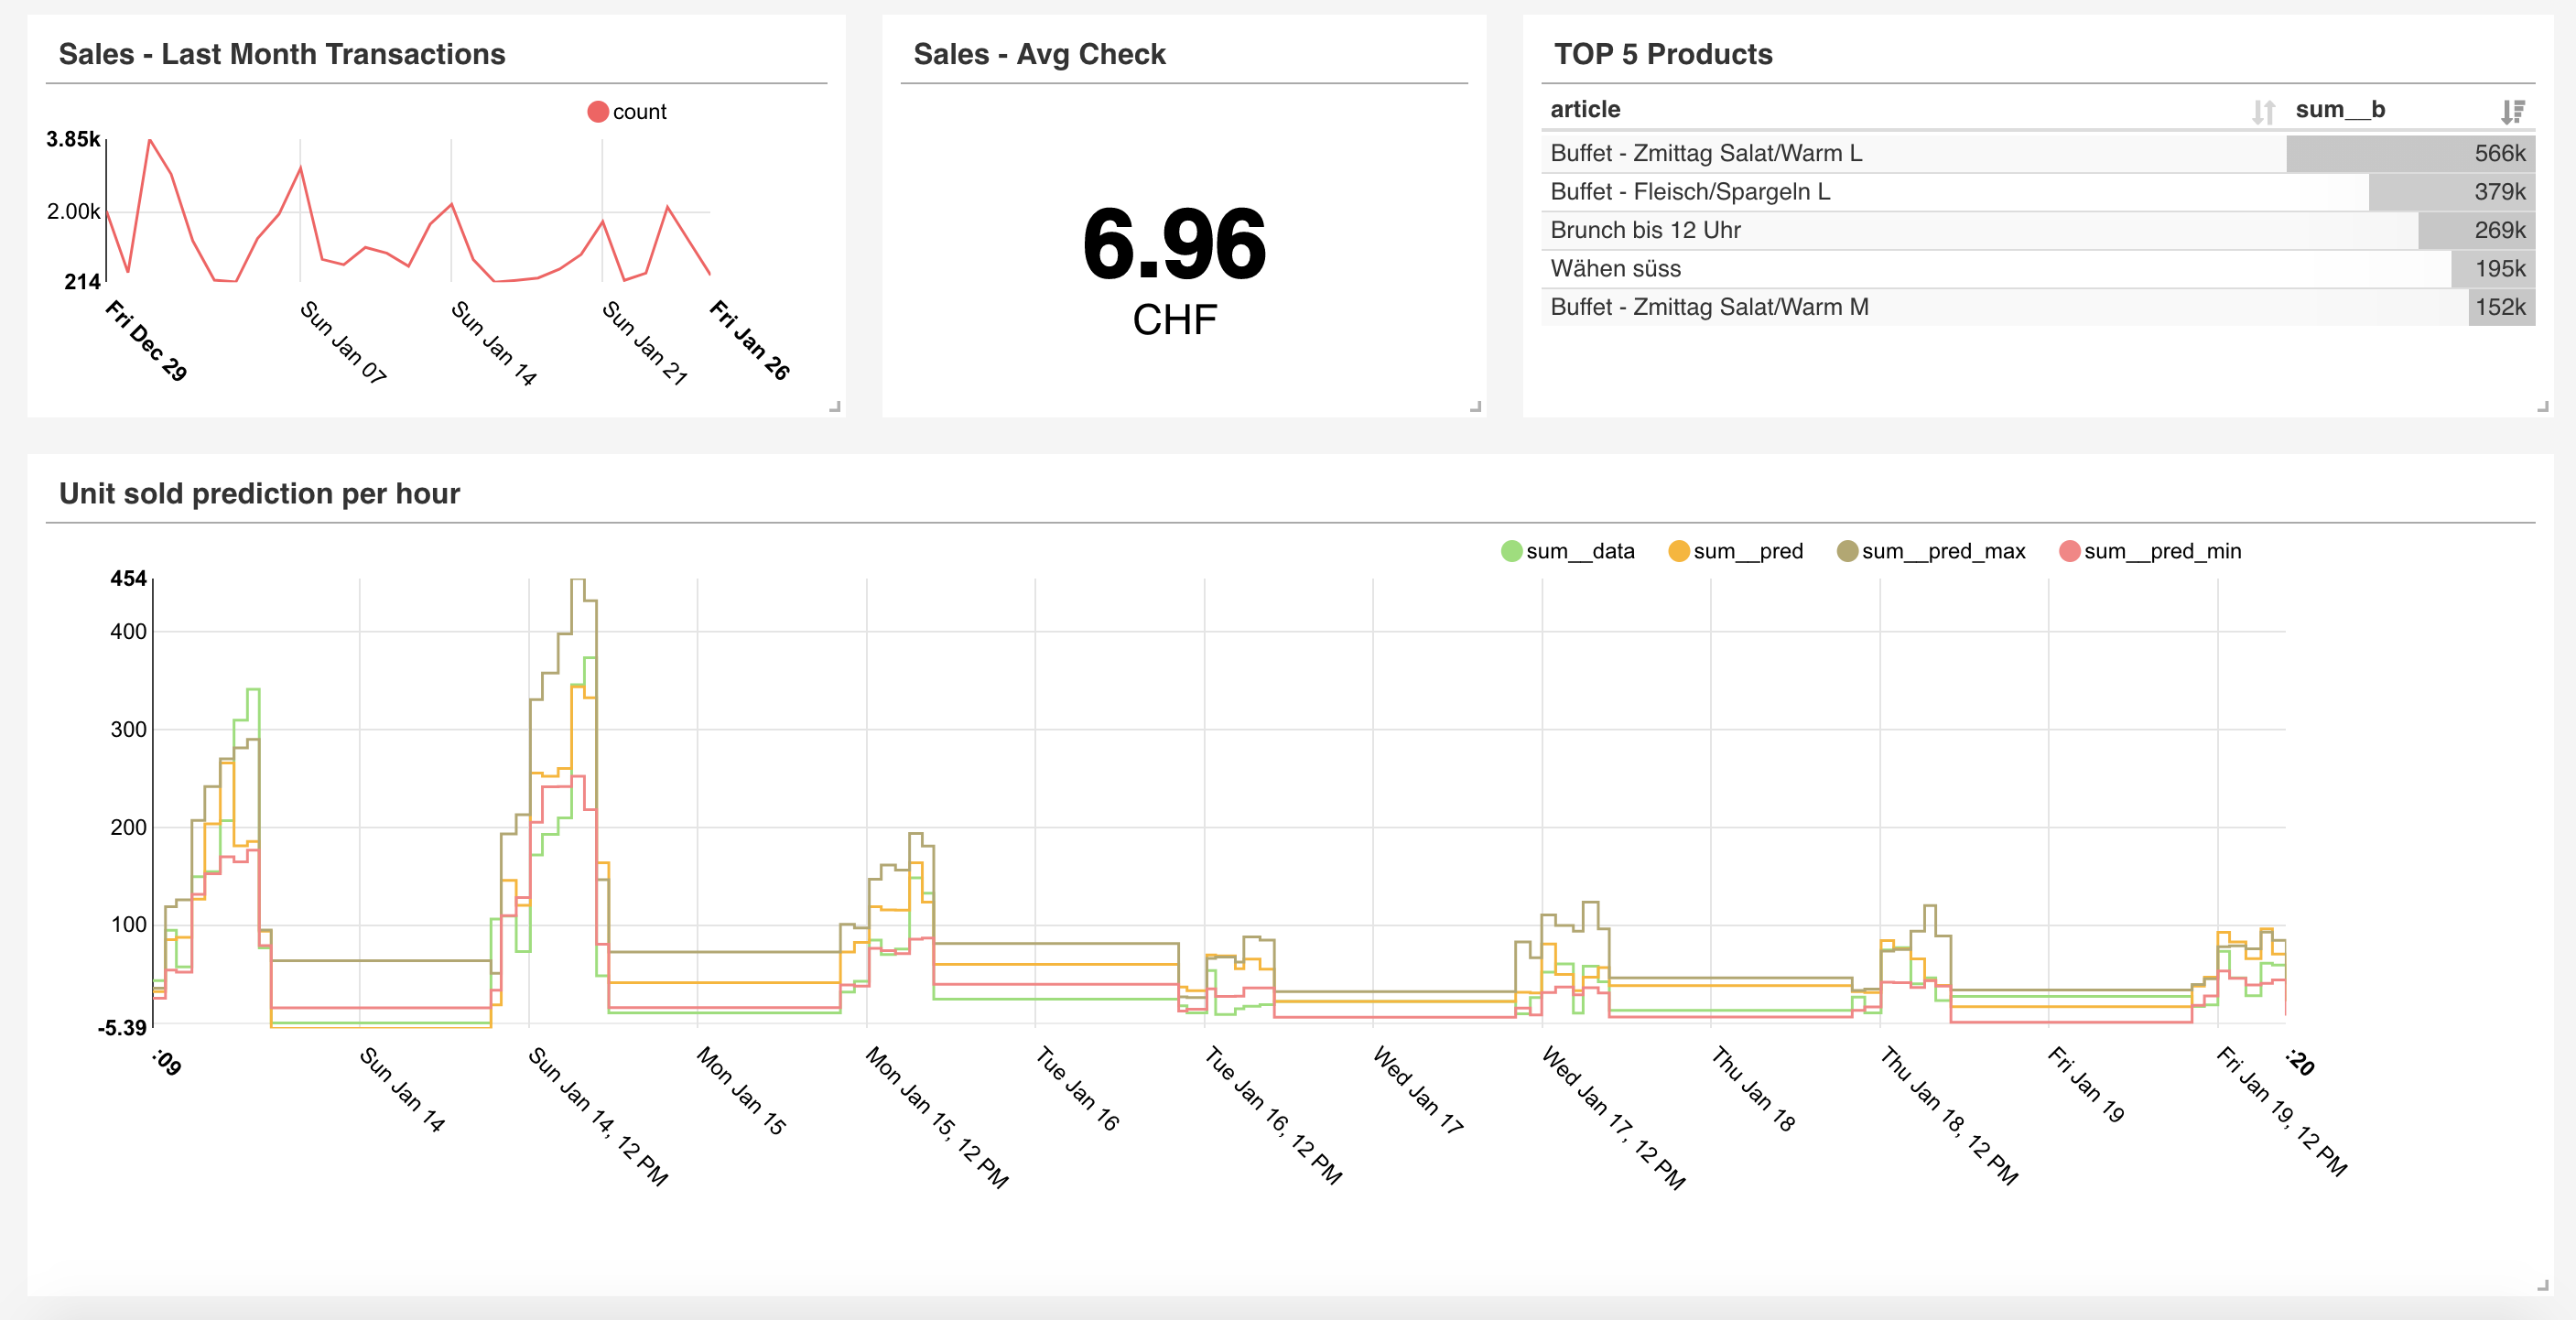 Sales - Last Month Transactions
count
3.85k
2.00k
214
Fri Dec 29
Sun Jan 07
Sun Jan 14
Sun Jan 21
Fri Jan 26
Sales - Avg Check
6.96
CHF
TOP 5 Products
article sum__b
Buffet - Zmittag Salat/Warm L 566k
Buffet - Fleisch/Spargeln L 379k
Brunch bis 12 Uhr 269k
Wähen süss 195k
Buffet - Zmittag Salat/Warm M 152k
Unit sold prediction per hour
sum__data sum__pred sum__pred_max sum__pred_min
454
400
300
200
100
-5.39
:09
Sun Jan 14
Sun Jan 14, 12 PM
Mon Jan 15
Mon Jan 15, 12 PM
Tue Jan 16
Tue Jan 16, 12 PM
Wed Jan 17
Wed Jan 17, 12 PM
Thu Jan 18
Thu Jan 18, 12 PM
Fri Jan 19
Fri Jan 19, 12 PM
:20